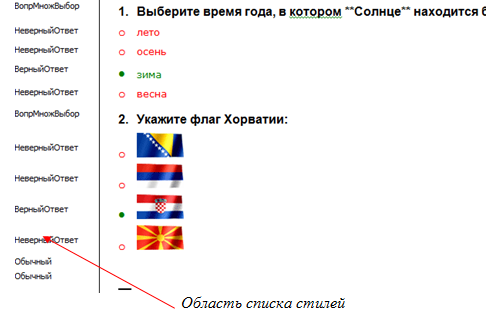 ВопрМножВыбор
1. Выберите время года, в котором **Солнце** находится б
НеверныйОтвет
лето
НеверныйОтвет
осень
ВерныйОтвет
зима
НеверныйОтвет
весна
ВопрМножВыбор
2. Укажите флаг Хорватии:
НеверныйОтвет
НеверныйОтвет
ВерныйОтвет
НеверныйОтвет
Обычный
Обычный
Область списка стилей